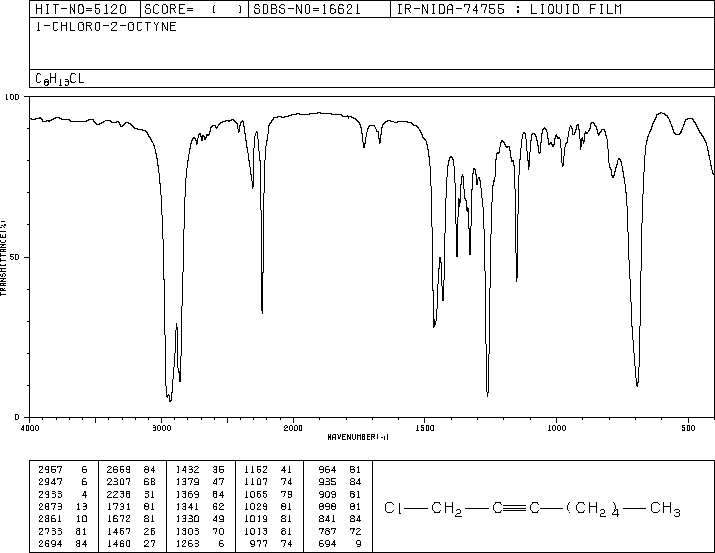 HIT-NO=5120 SCORE= ( ) SDBS-NO=16621 IR-NIDA-74755 : LIQUID FILM
1-CHLORO-2-OCTYNE
C8H13CL
100
50
0
TRANSMITTANCE(%)
4000 3000 2000 1500 1000 500
WAVENUMBER(-1)
2957 6 2669 84 1432 35 1152 41 964 81
2947 6 2307 68 1379 47 1107 74 935 84
2933 4 2238 31 1369 64 1065 79 909 81
2873 13 1731 81 1341 62 1029 81 898 81
2861 10 1672 81 1330 49 1019 81 841 84
2733 81 1467 26 1303 70 1013 81 787 72
2694 84 1460 27 1263 6 977 74 694 9
Cl—CH2—C≡C—(CH2)4—CH3